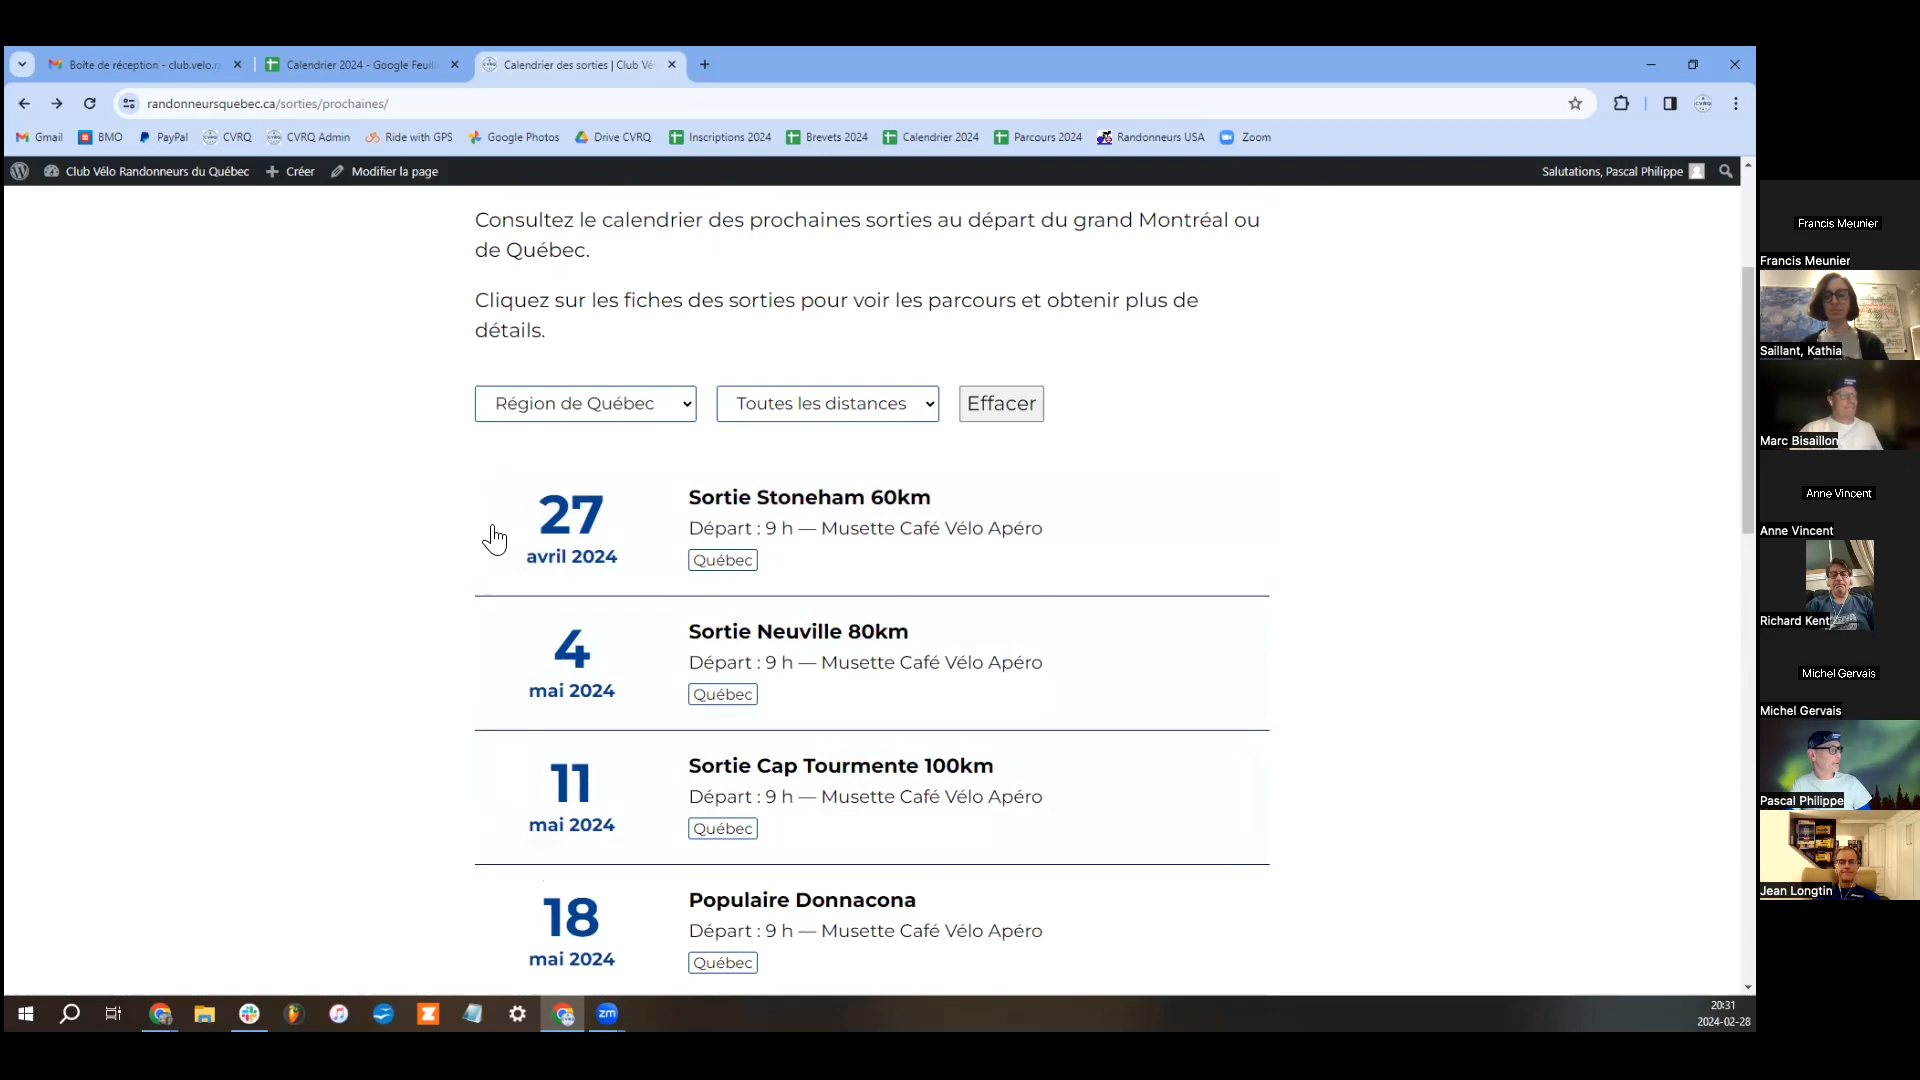 Boîte de réception - club.velo.ra
Calendrier 2024 - Google Feuill
Calendrier des sorties | Club Vé
randonneursquebec.ca/sorties/prochaines/
Gmail BMO PayPal CVRQ CVRQ Admin Ride with GPS Google Photos Drive CVRQ Inscriptions 2024 Brevets 2024 Calendrier 2024 Parcours 2024 Randonneurs USA Zoom
Club Vélo Randonneurs du Québec Créer Modifier la page Salutations, Pascal Philippe
Consultez le calendrier des prochaines sorties au départ du grand Montréal ou
de Québec.
Cliquez sur les fiches des sorties pour voir les parcours et obtenir plus de
détails.
Région de Québec Toutes les distances Effacer
27
avril 2024
Sortie Stoneham 60km
Départ : 9 h — Musette Café Vélo Apéro
Québec
4
mai 2024
Sortie Neuville 80km
Départ : 9 h — Musette Café Vélo Apéro
Québec
11
mai 2024
Sortie Cap Tourmente 100km
Départ : 9 h — Musette Café Vélo Apéro
Québec
18
mai 2024
Populaire Donnacona
Départ : 9 h — Musette Café Vélo Apéro
Québec
zm
20:31
2024-02-28
Francis Meunier
Francis Meunier
Saillant, Kathia
Marc Bisaillon
Anne Vincent
Anne Vincent
Richard Kent
Michel Gervais
Michel Gervais
Pascal Philippe
Jean Longtin